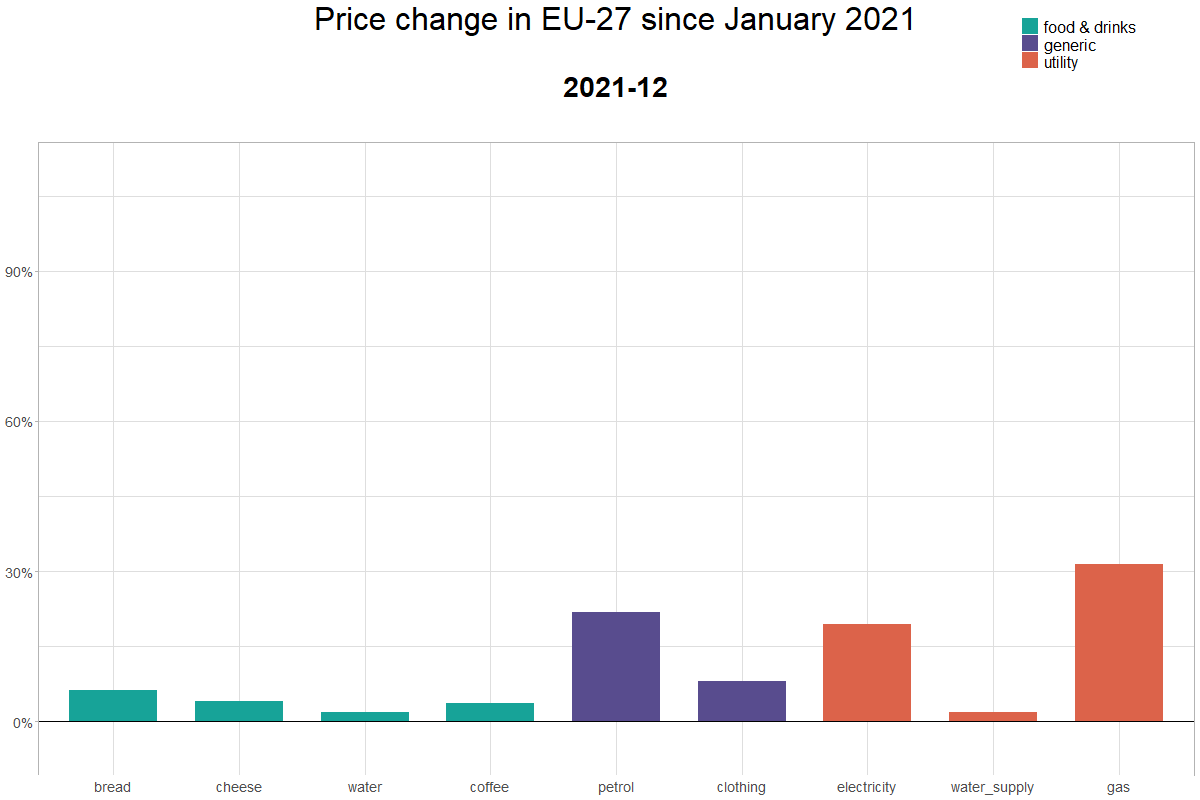 Price change in EU-27 since January 2021
food & drinks
generic
utility
2021-12
90%
60%
30%
0%
bread cheese water coffee petrol clothing electricity water_supply gas